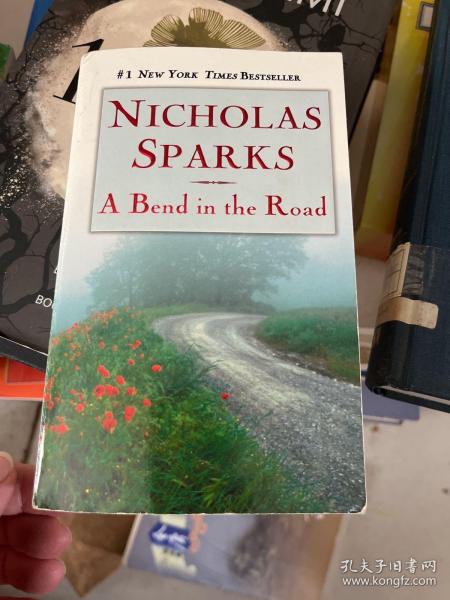 #1 NEW YORK TIMES BESTSELLER
NICHOLAS
SPARKS
A Bend in the Road
BO
孔夫子旧书网
www.kongfz.com